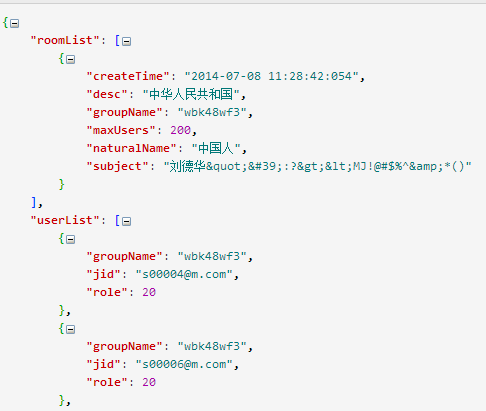 {
"roomList": [
{
"createTime": "2014-07-08 11:28:42:054",
"desc": "中华人民共和国",
"groupName": "wbk48wf3",
"maxUsers": 200,
"naturalName": "中国人",
"subject": "刘德华&quot;&#39;:?&gt;&lt;MJ!@#$%^&amp;*()"
}
],
"userList": [
{
"groupName": "wbk48wf3",
"jid": "s00004@m.com",
"role": 20
},
{
"groupName": "wbk48wf3",
"jid": "s00006@m.com",
"role": 20
},